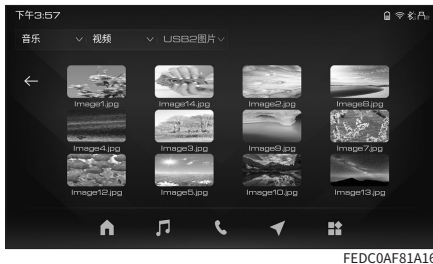 下午3:57
音乐 视频 USB2图片
Image1.jpg Image14.jpg Image2.jpg Image8.jpg
Image4.jpg Image3.jpg Image9.jpg Image7.jpg
Image12.jpg Image5.jpg Image10.jpg Image13.jpg
FEDC0AF81A16